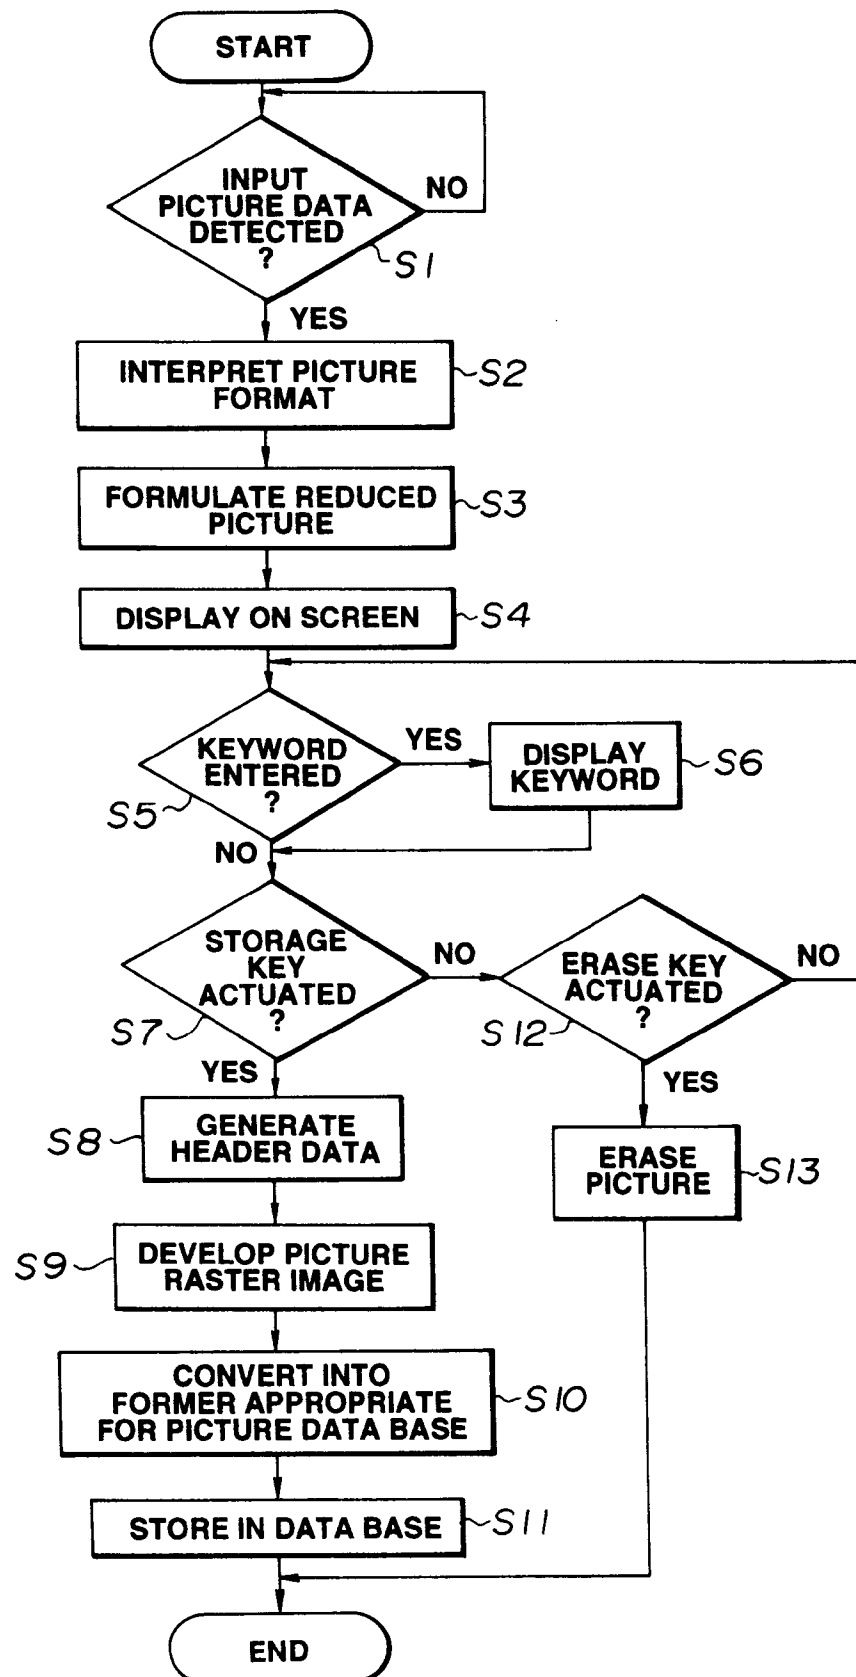 START
INPUT
PICTURE DATA
DETECTED
?
NO
S1
YES
INTERPRET PICTURE
FORMAT
S2
FORMULATE REDUCED
PICTURE
S3
DISPLAY ON SCREEN
S4
KEYWORD
ENTERED
?
S5
YES
DISPLAY
KEYWORD
S6
NO
STORAGE
KEY
ACTUATED
?
S7
NO
ERASE KEY
ACTUATED
?
S12
NO
YES
YES
GENERATE
HEADER DATA
S8
ERASE
PICTURE
S13
DEVELOP PICTURE
RASTER IMAGE
S9
CONVERT INTO
FORMER APPROPRIATE
FOR PICTURE DATA BASE
S10
STORE IN DATA BASE
S11
END